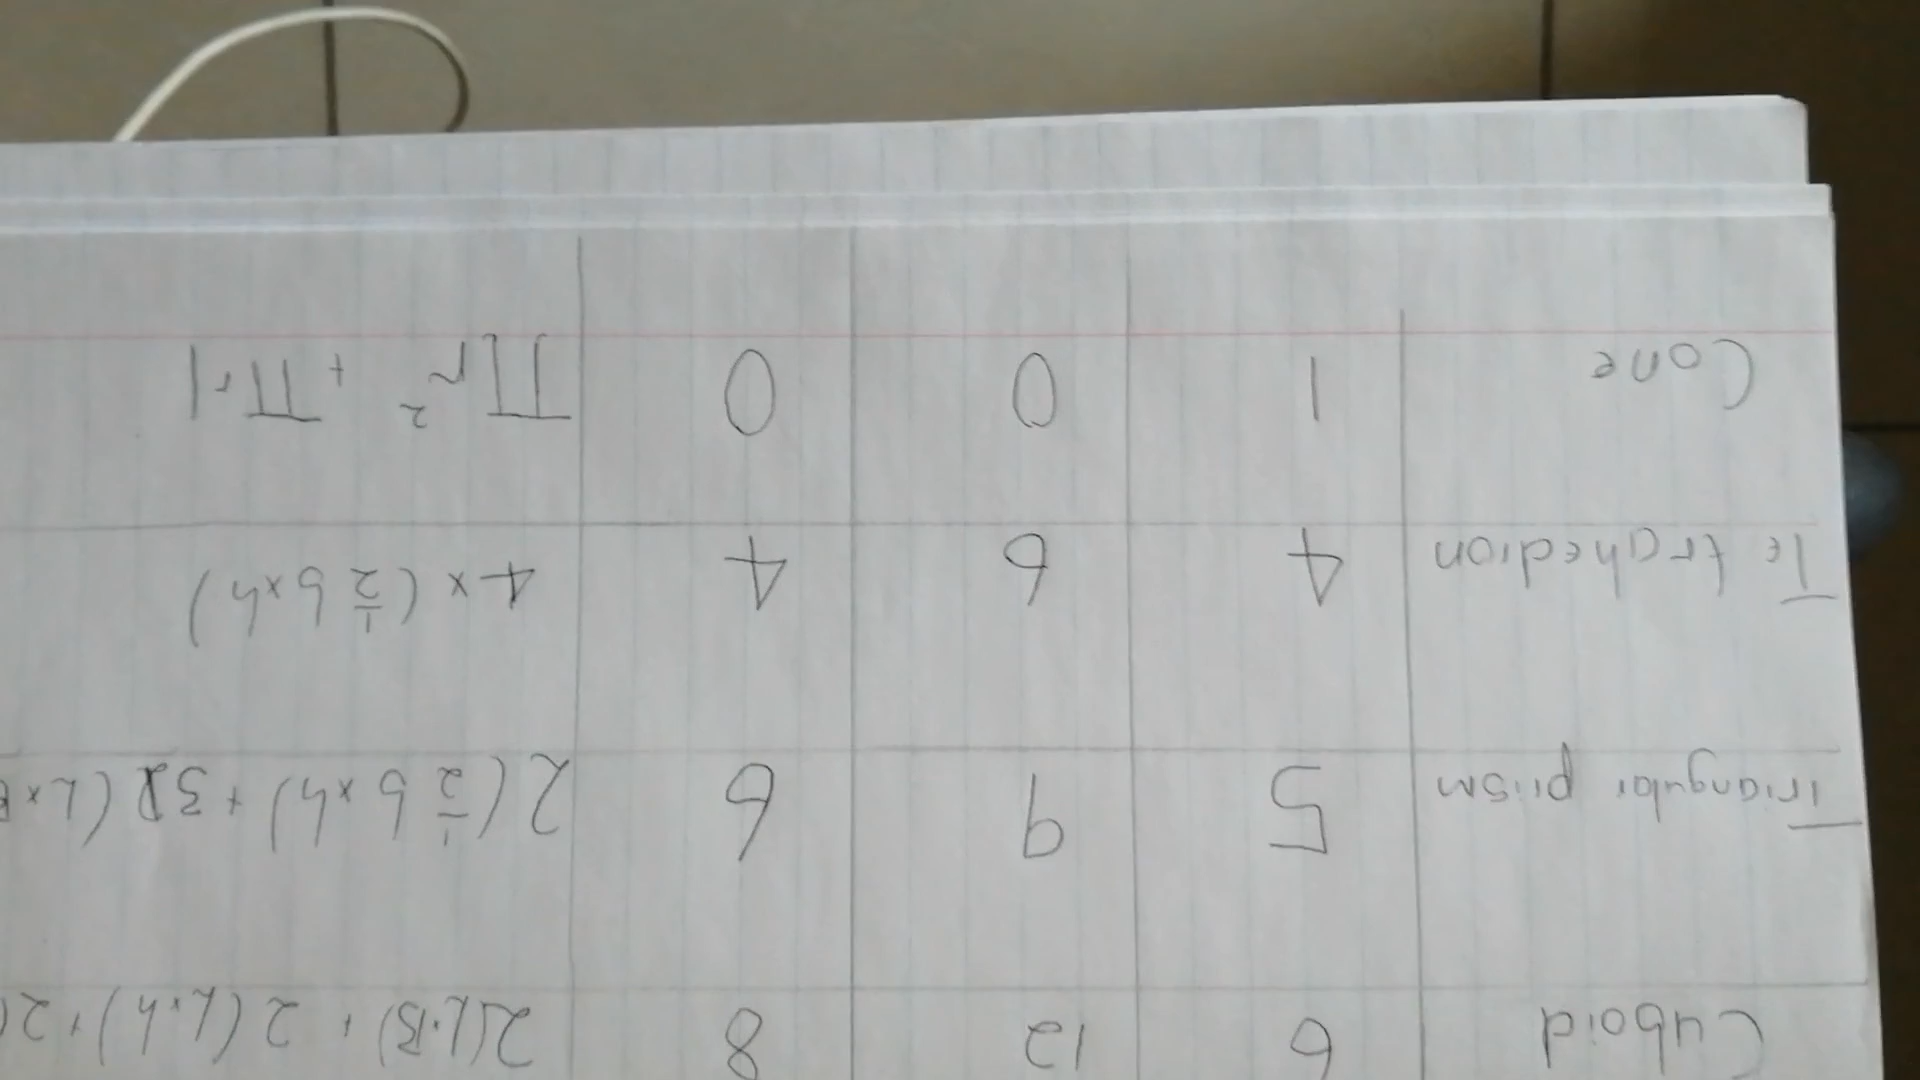 Cuboid 6 12 8 2(L×B) + 2(L×h) + 2(
Triangular prism 5 9 6 2(½ b×h) + 3(L×B
Tetrahedron 4 6 4 4 × (½ b×h)
Cone 1 0 0 πr² + πrl